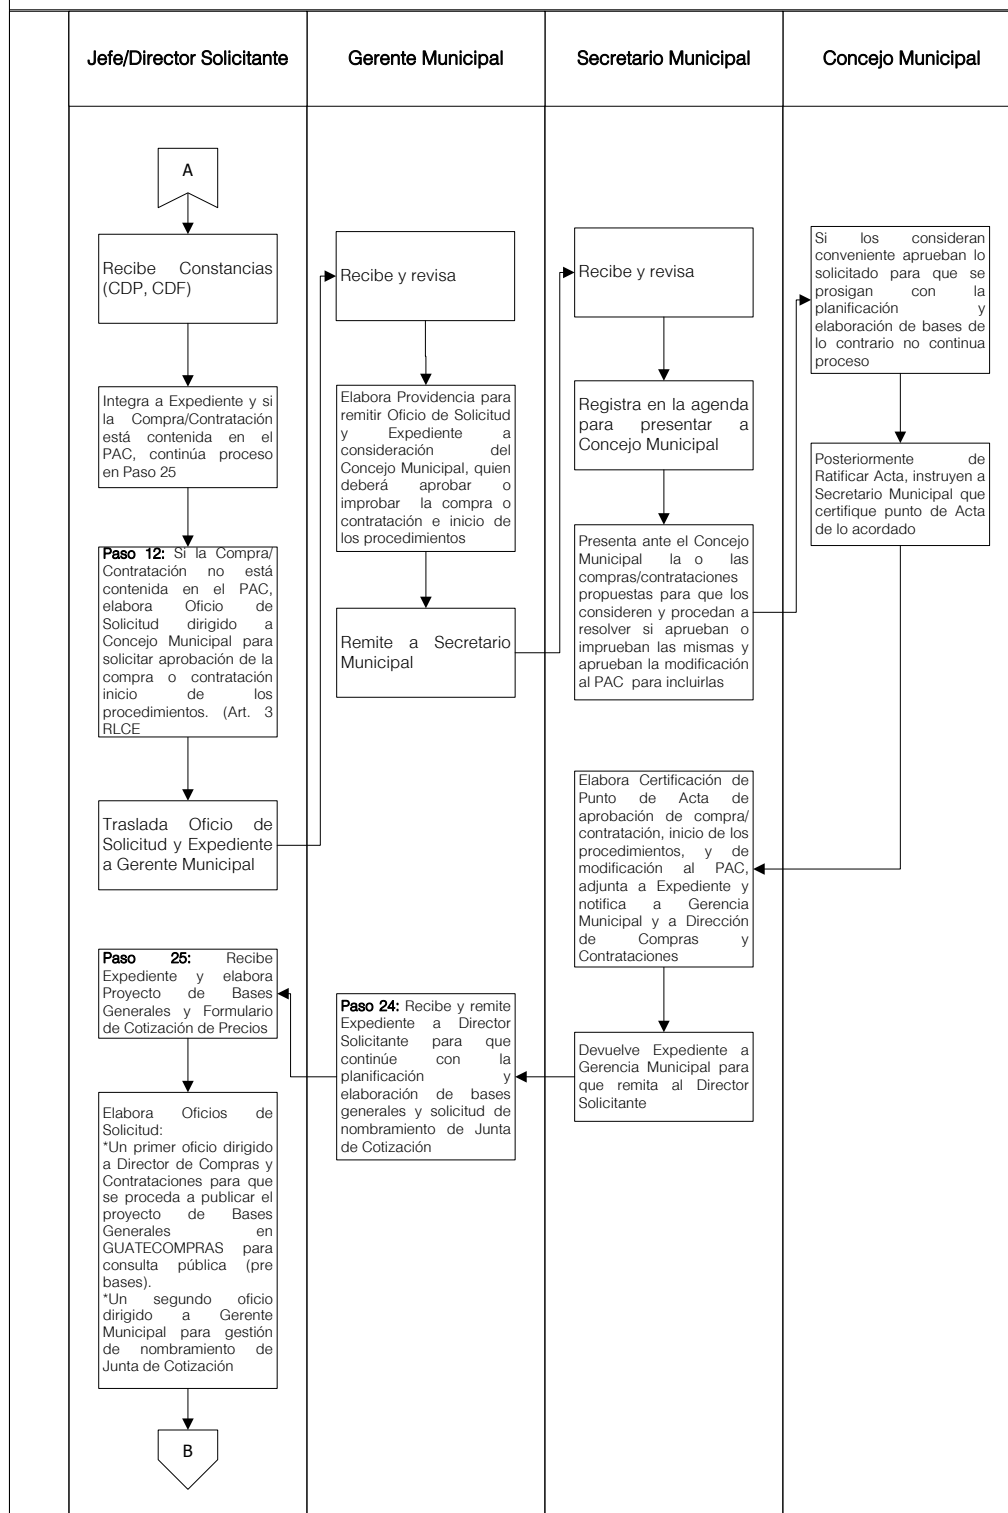 Jefe/Director Solicitante
Gerente Municipal
Secretario Municipal
Concejo Municipal
A
Recibe Constancias
(CDP, CDF)
Integra a Expediente y si
la Compra/Contratación
está contenida en el
PAC, continúa proceso
en Paso 25
Paso 12: Si la Compra/
Contratación no está
contenida en el PAC,
elabora Oficio de
Solicitud dirigido a
Concejo Municipal para
solicitar aprobación de la
compra o contratación
inicio de los
procedimientos. (Art. 3
RLCE
Traslada Oficio de
Solicitud y Expediente
a Gerente Municipal
Recibe y revisa
Elabora Providencia para
remitir Oficio de Solicitud
y Expediente a
consideración del
Concejo Municipal, quien
deberá aprobar o
improbar la compra o
contratación e inicio de
los procedimientos
Remite a Secretario
Municipal
Recibe y revisa
Registra en la agenda
para presentar a
Concejo Municipal
Presenta ante el Concejo
Municipal la o las
compras/contrataciones
propuestas para que los
consideren y procedan a
resolver si aprueban o
imprueban las mismas y
aprueban la modificación
al PAC para incluirlas
Si los consideran
conveniente aprueban lo
solicitado para que se
prosigan con la
planificación y
elaboración de bases de
lo contrario no continua
proceso
Posteriormente de
Ratificar Acta, instruyen a
Secretario Municipal que
certifique punto de Acta
de lo acordado
Elabora Certificación de
Punto de Acta de
aprobación de compra/
contratación, inicio de los
procedimientos, y de
modificación al PAC,
adjunta a Expediente y
notifica a Gerencia
Municipal y a Dirección
de Compras y
Contrataciones
Devuelve Expediente a
Gerencia Municipal para
que remita al Director
Solicitante
Paso 24: Recibe y remite
Expediente a Director
Solicitante para que
continúe con la
planificación y
elaboración de bases
generales y solicitud de
nombramiento de Junta
de Cotización
Paso 25: Recibe
Expediente y elabora
Proyecto de Bases
Generales y Formulario
de Cotización de Precios
Elabora Oficios de
Solicitud:
*Un primer oficio dirigido
a Director de Compras y
Contrataciones para que
se proceda a publicar el
proyecto de Bases
Generales en
GUATECOMPRAS para
consulta pública (pre
bases).
*Un segundo oficio
dirigido a Gerente
Municipal para gestión
de nombramiento de
Junta de Cotización
B